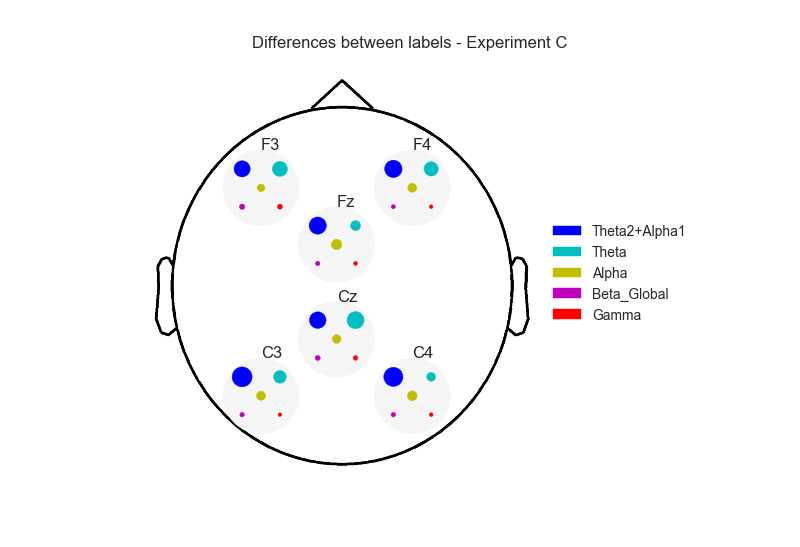 Differences between labels - Experiment C
F3
F4
Fz
Cz
C3
C4
Theta2+Alpha1
Theta
Alpha
Beta_Global
Gamma